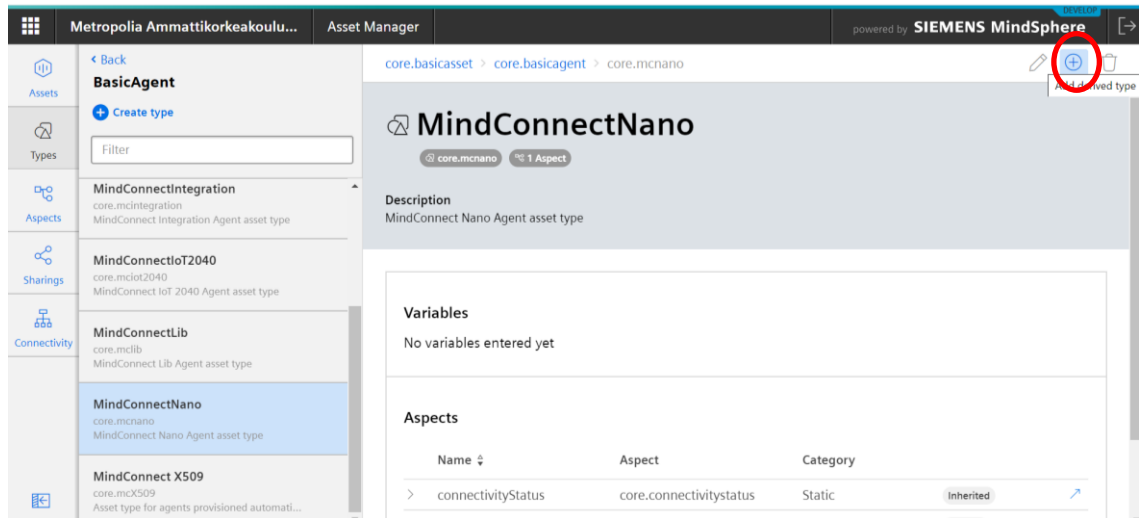 DEVELOP
Metropolia Ammattikorkeakoulu...
Asset Manager
powered by SIEMENS MindSphere
Assets
Types
Aspects
Sharings
Connectivity
Back
BasicAgent
Create type
Filter
MindConnectIntegration
core.mcintegration
MindConnect Integration Agent asset type
MindConnectIoT2040
core.mciot2040
MindConnect IoT 2040 Agent asset type
MindConnectLib
core.mclib
MindConnect Lib Agent asset type
MindConnectNano
core.mcnano
MindConnect Nano Agent asset type
MindConnect X509
core.mcX509
Asset type for agents provisioned automati...
core.basicasset > core.basicagent > core.mcnano
Add derived type
MindConnectNano
core.mcnano 1 Aspect
Description
MindConnect Nano Agent asset type
Variables
No variables entered yet
Aspects
Name Aspect Category
connectivityStatus core.connectivitystatus Static Inherited